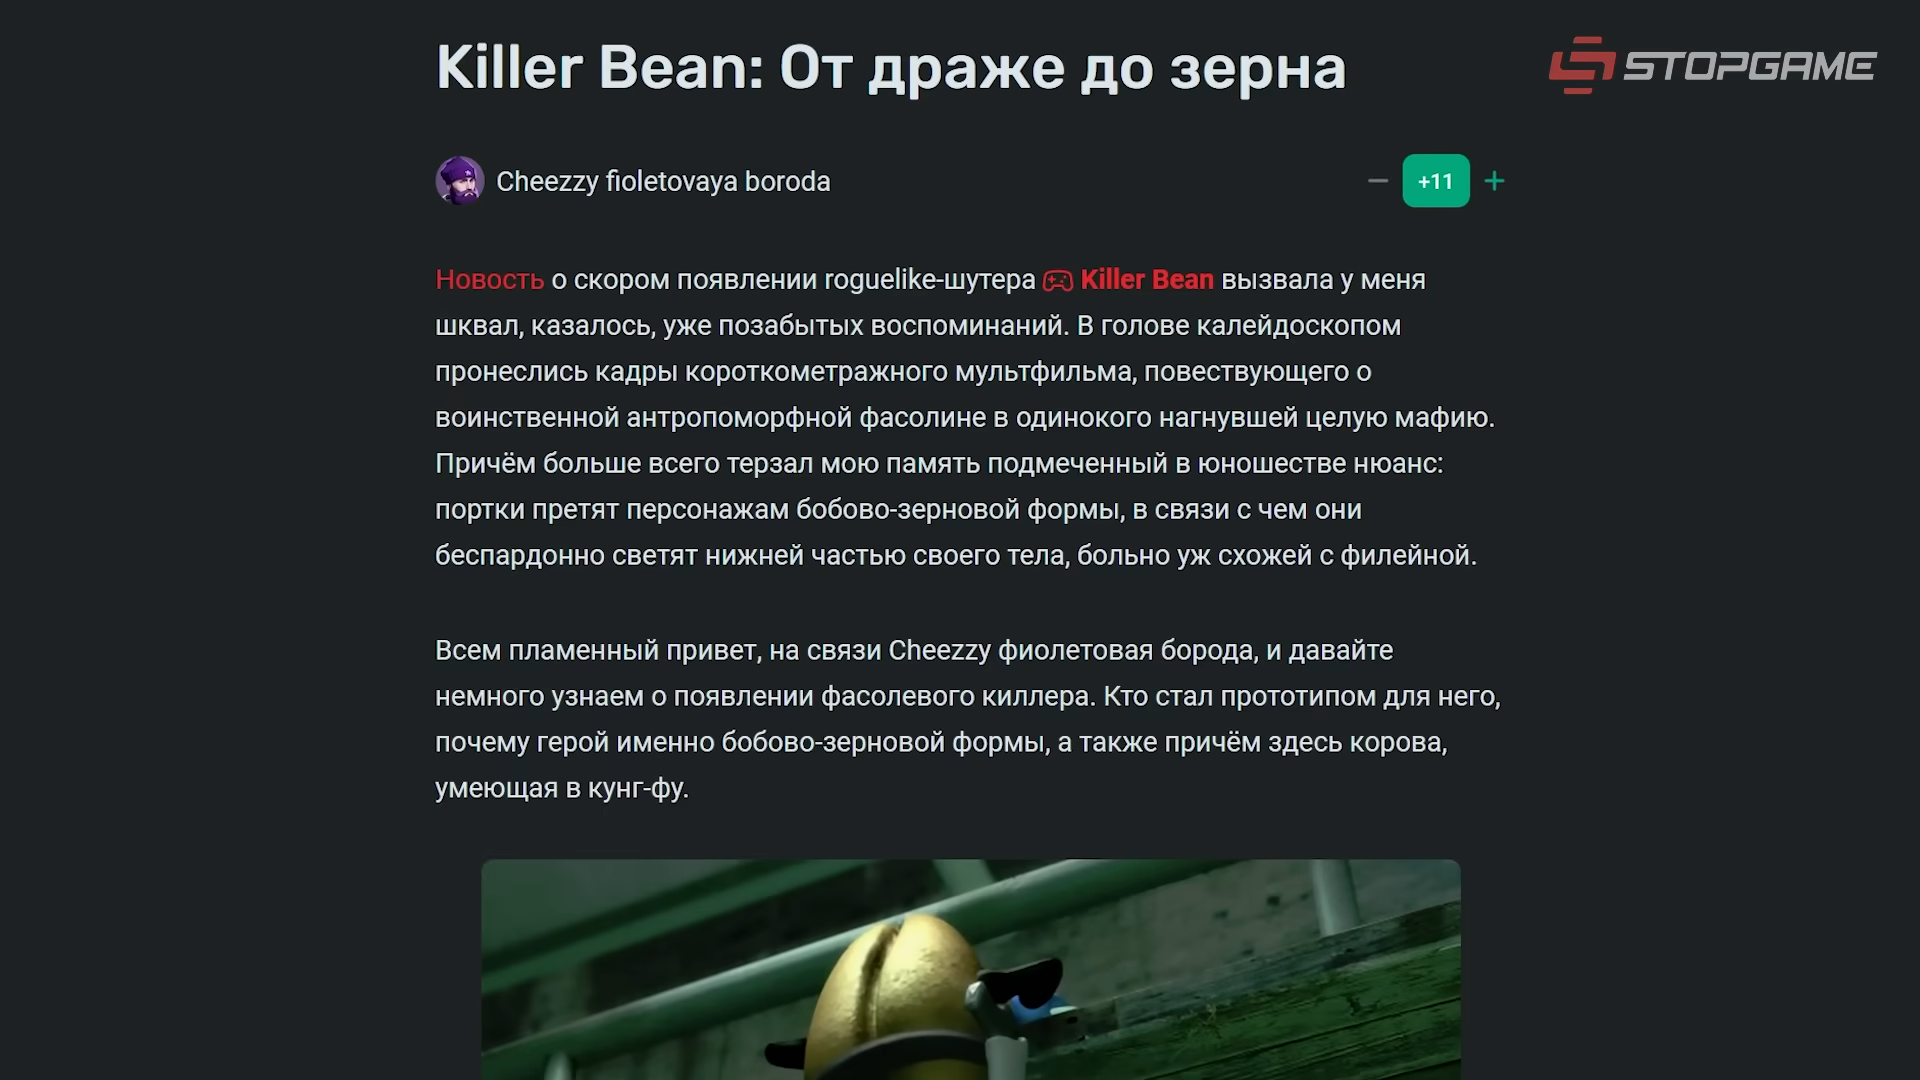 Killer Bean: От драже до зерна
STOPGAME
Cheezzy fioletovaya boroda
+11
Новость о скором появлении roguelike-шутера Killer Bean вызвала у меня
шквал, казалось, уже позабытых воспоминаний. В голове калейдоскопом
пронеслись кадры короткометражного мультфильма, повествующего о
воинственной антропоморфной фасолине в одинокого нагнувшей целую мафию.
Причём больше всего терзал мою память подмеченный в юношестве нюанс:
портки претят персонажам бобово-зерновой формы, в связи с чем они
беспардонно светят нижней частью своего тела, больно уж схожей с филейной.
Всем пламенный привет, на связи Cheezzy фиолетовая борода, и давайте
немного узнаем о появлении фасолевого киллера. Кто стал прототипом для него,
почему герой именно бобово-зерновой формы, а также причём здесь корова,
умеющая в кунг-фу.